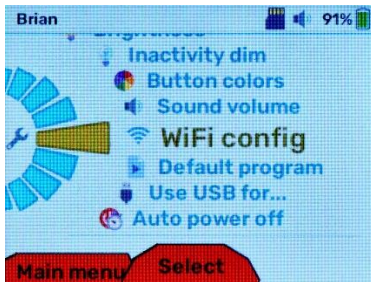 Brian 91%
Brightness
Inactivity dim
Button colors
Sound volume
WiFi config
Default program
Use USB for...
Auto power off
Main menu Select